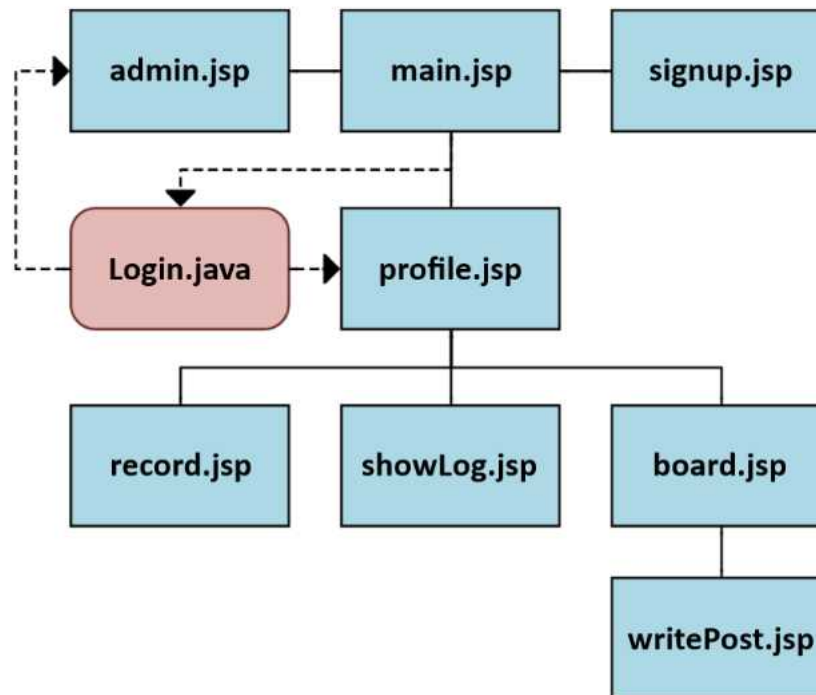 admin.jsp
main.jsp
signup.jsp
Login.java
profile.jsp
record.jsp
showLog.jsp
board.jsp
writePost.jsp